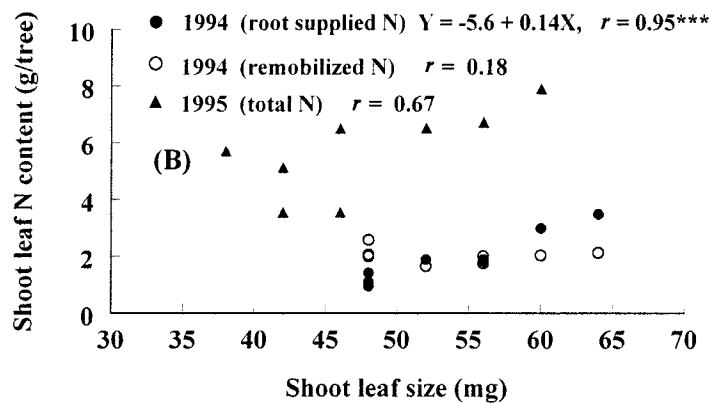 10
● 1994 (root supplied N) Y = -5.6 + 0.14X, r = 0.95***
○ 1994 (remobilized N) r = 0.18
8
▲ 1995 (total N) r = 0.67
6
(B)
4
2
0
Shoot leaf N content (g/tree)
30 35 40 45 50 55 60 65 70
Shoot leaf size (mg)